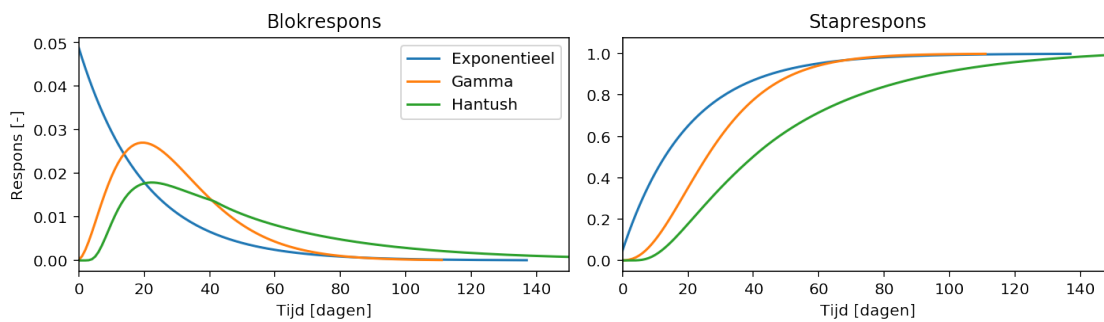 Blokrespons
Respons [-]
0.05
0.04
0.03
0.02
0.01
0.00
Exponentieel
Gamma
Hantush
0 20 40 60 80 100 120 140
Tijd [dagen]
Staprespons
1.0
0.8
0.6
0.4
0.2
0.0
0 20 40 60 80 100 120 140
Tijd [dagen]